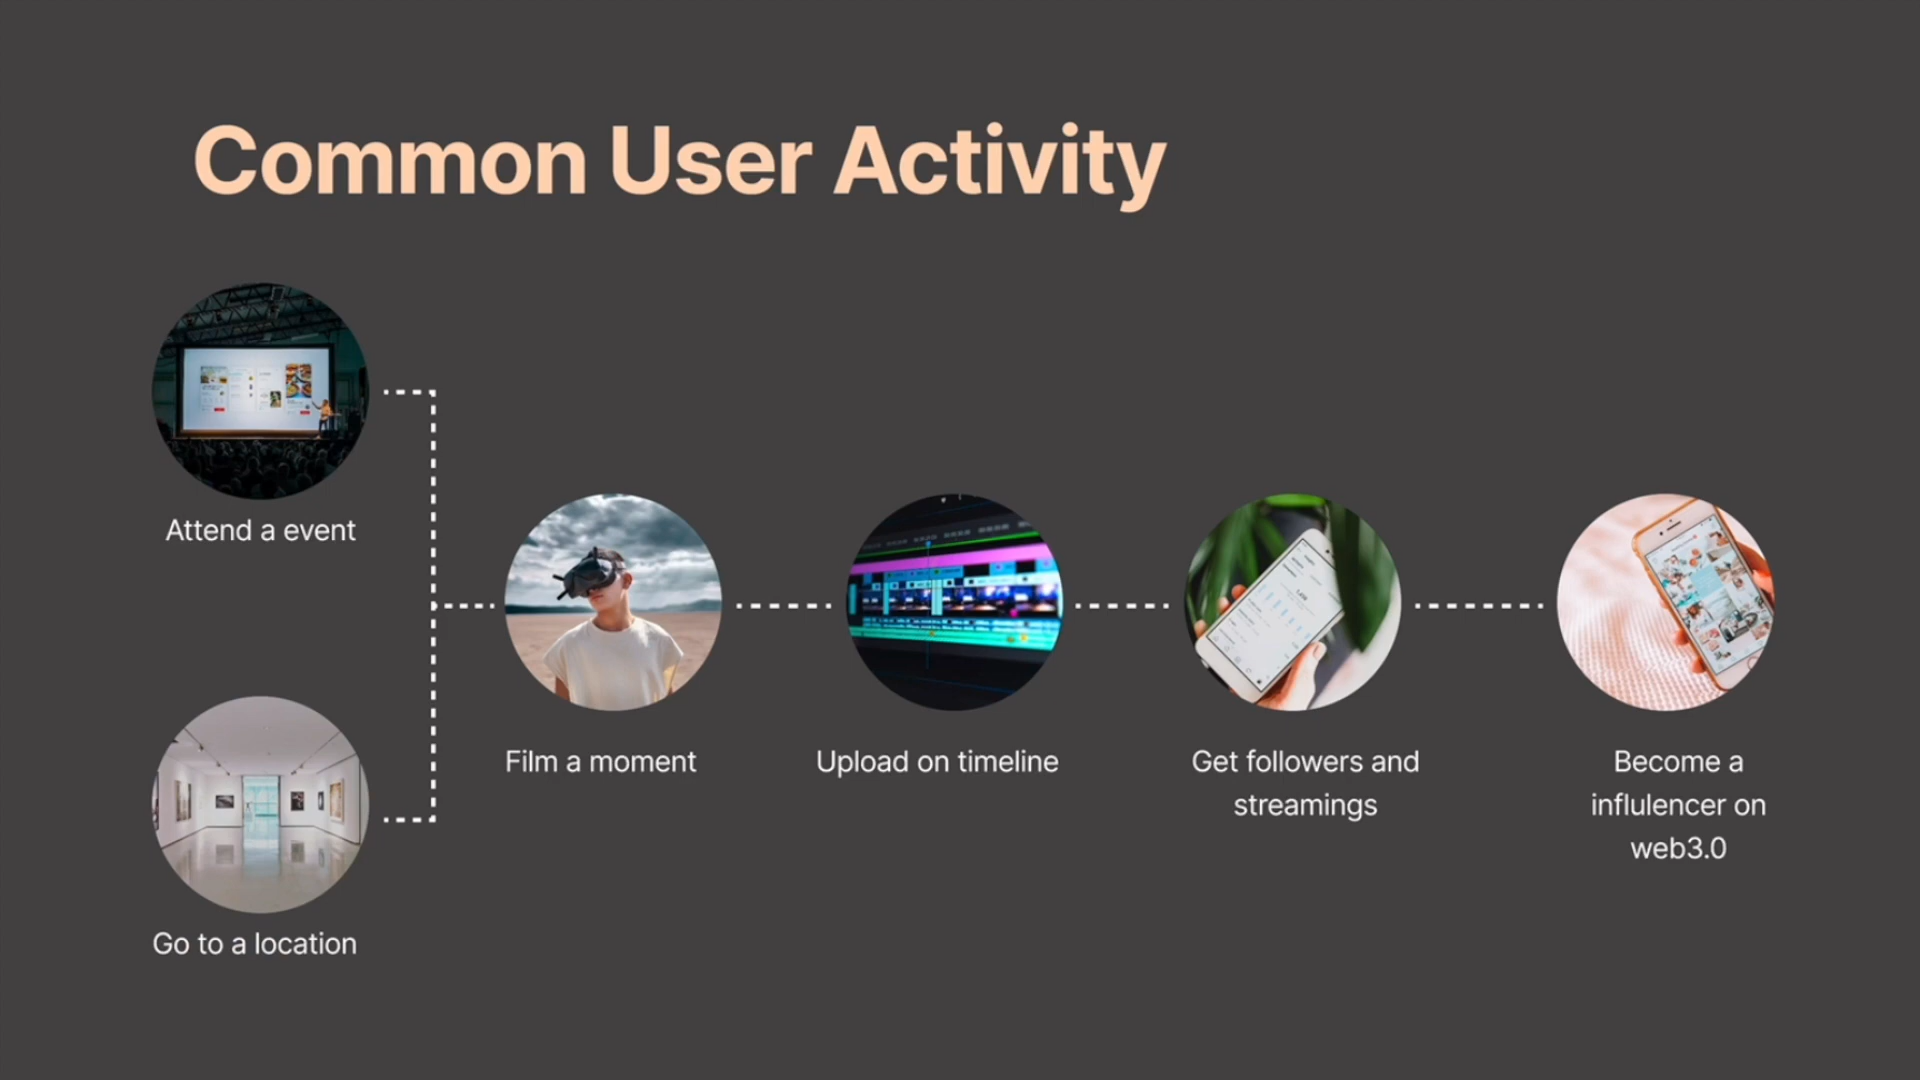 Common User Activity
Attend a event
Go to a location
Film a moment
Upload on timeline
Get followers and
streamings
Become a
influlencer on
web3.0